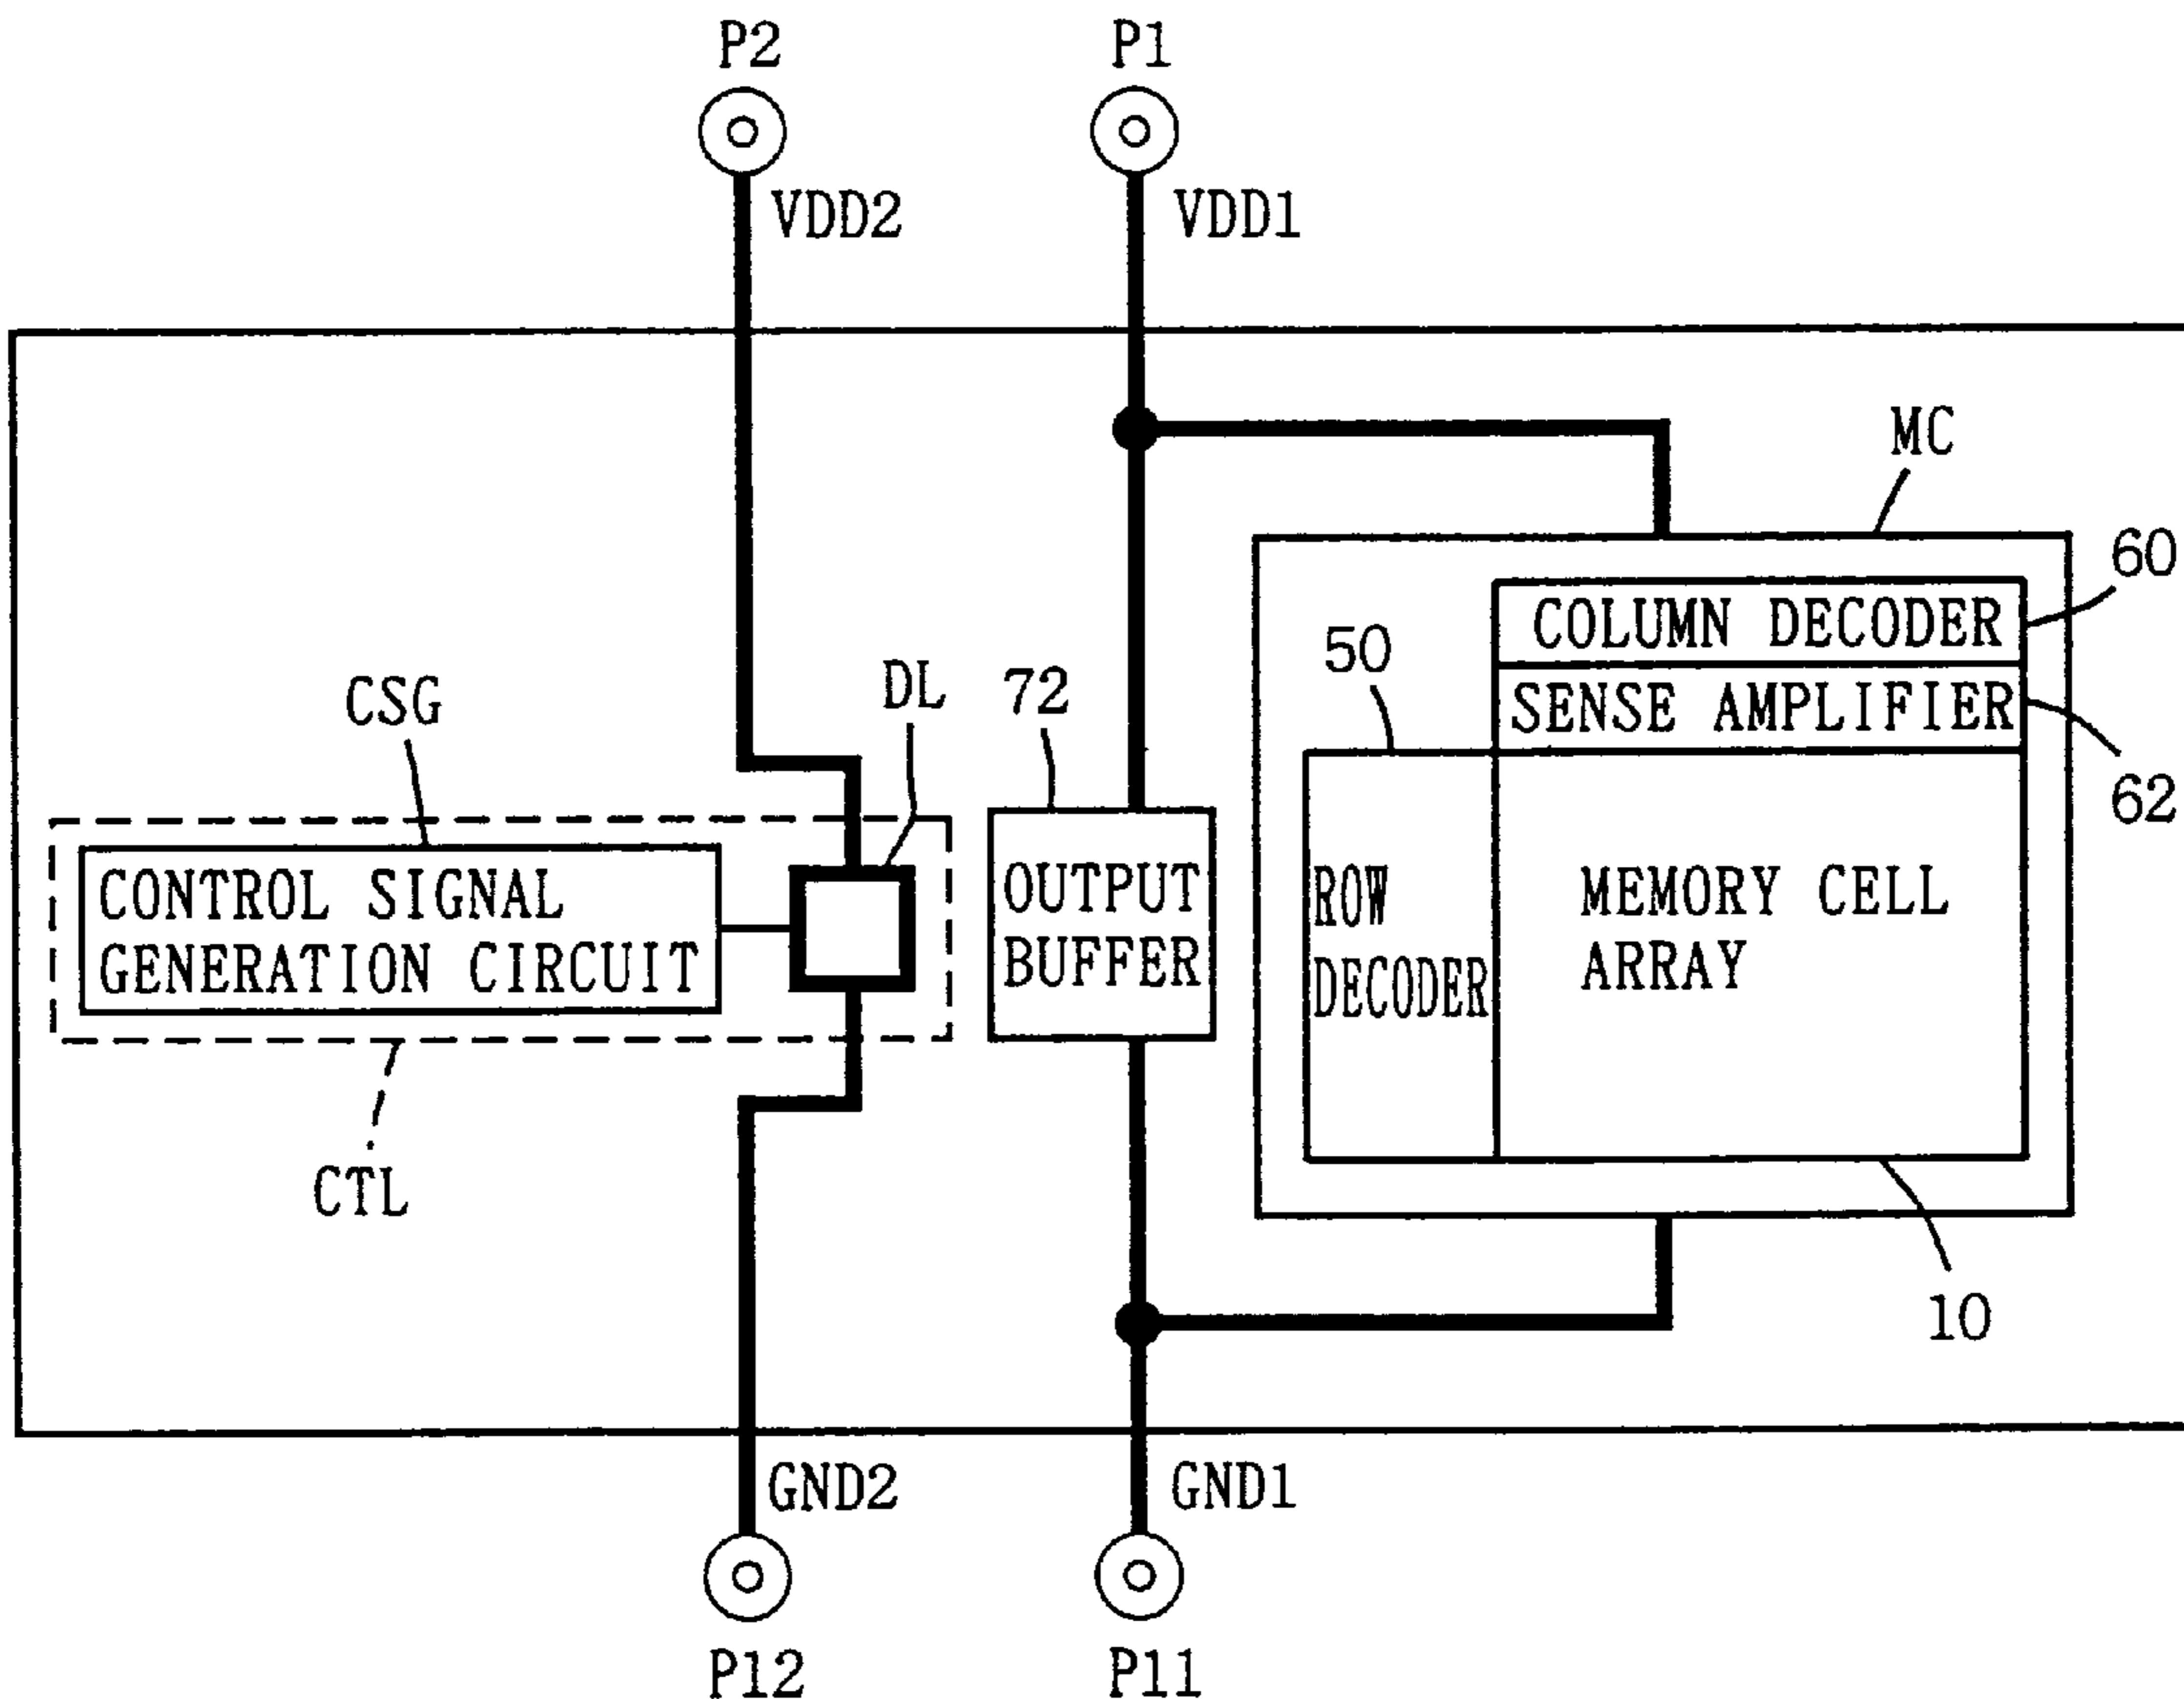 P2
P1
VDD2
VDD1
MC
60
COLUMN DECODER
50
SENSE AMPLIFIER
DL
72
CSG
62
CONTROL SIGNAL
GENERATION CIRCUIT
OUTPUT
BUFFER
ROW
DECODER
MEMORY CELL
ARRAY
CTL
10
GND2
GND1
P12
P11